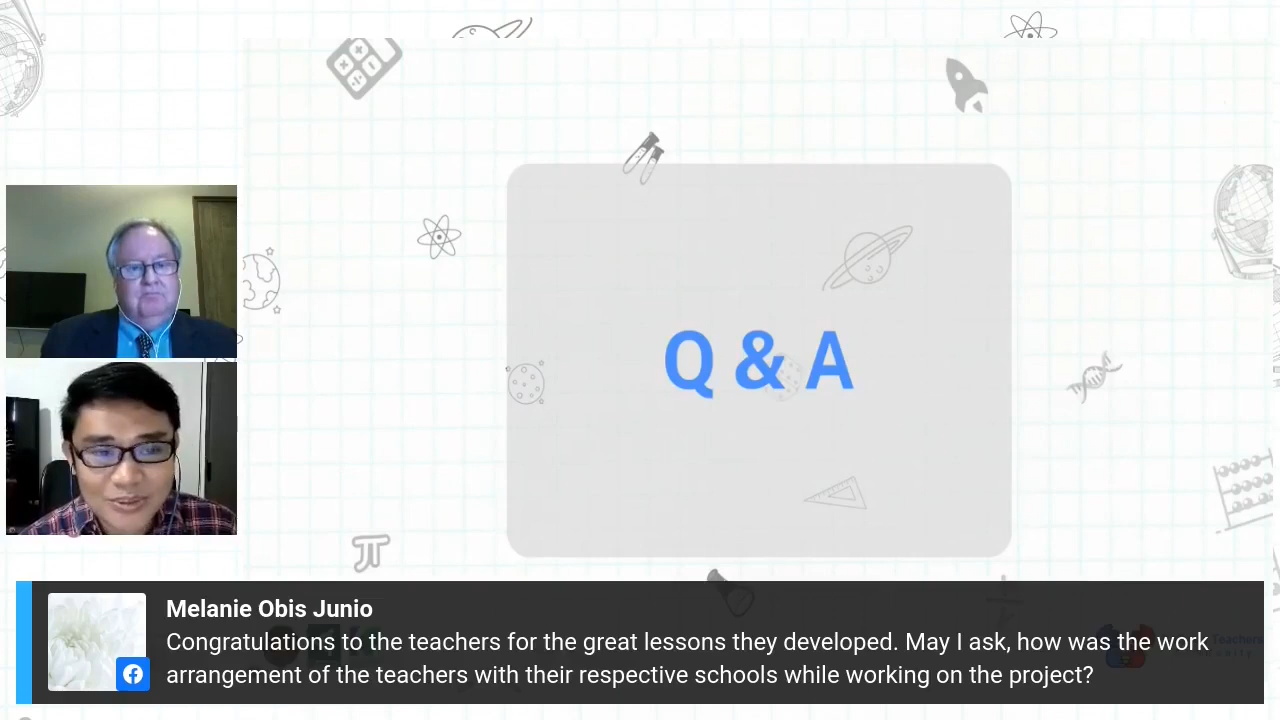 Q & A
Melanie Obis Junio
Congratulations to the teachers for the great lessons they developed. May I ask, how was the work
arrangement of the teachers with their respective schools while working on the project?